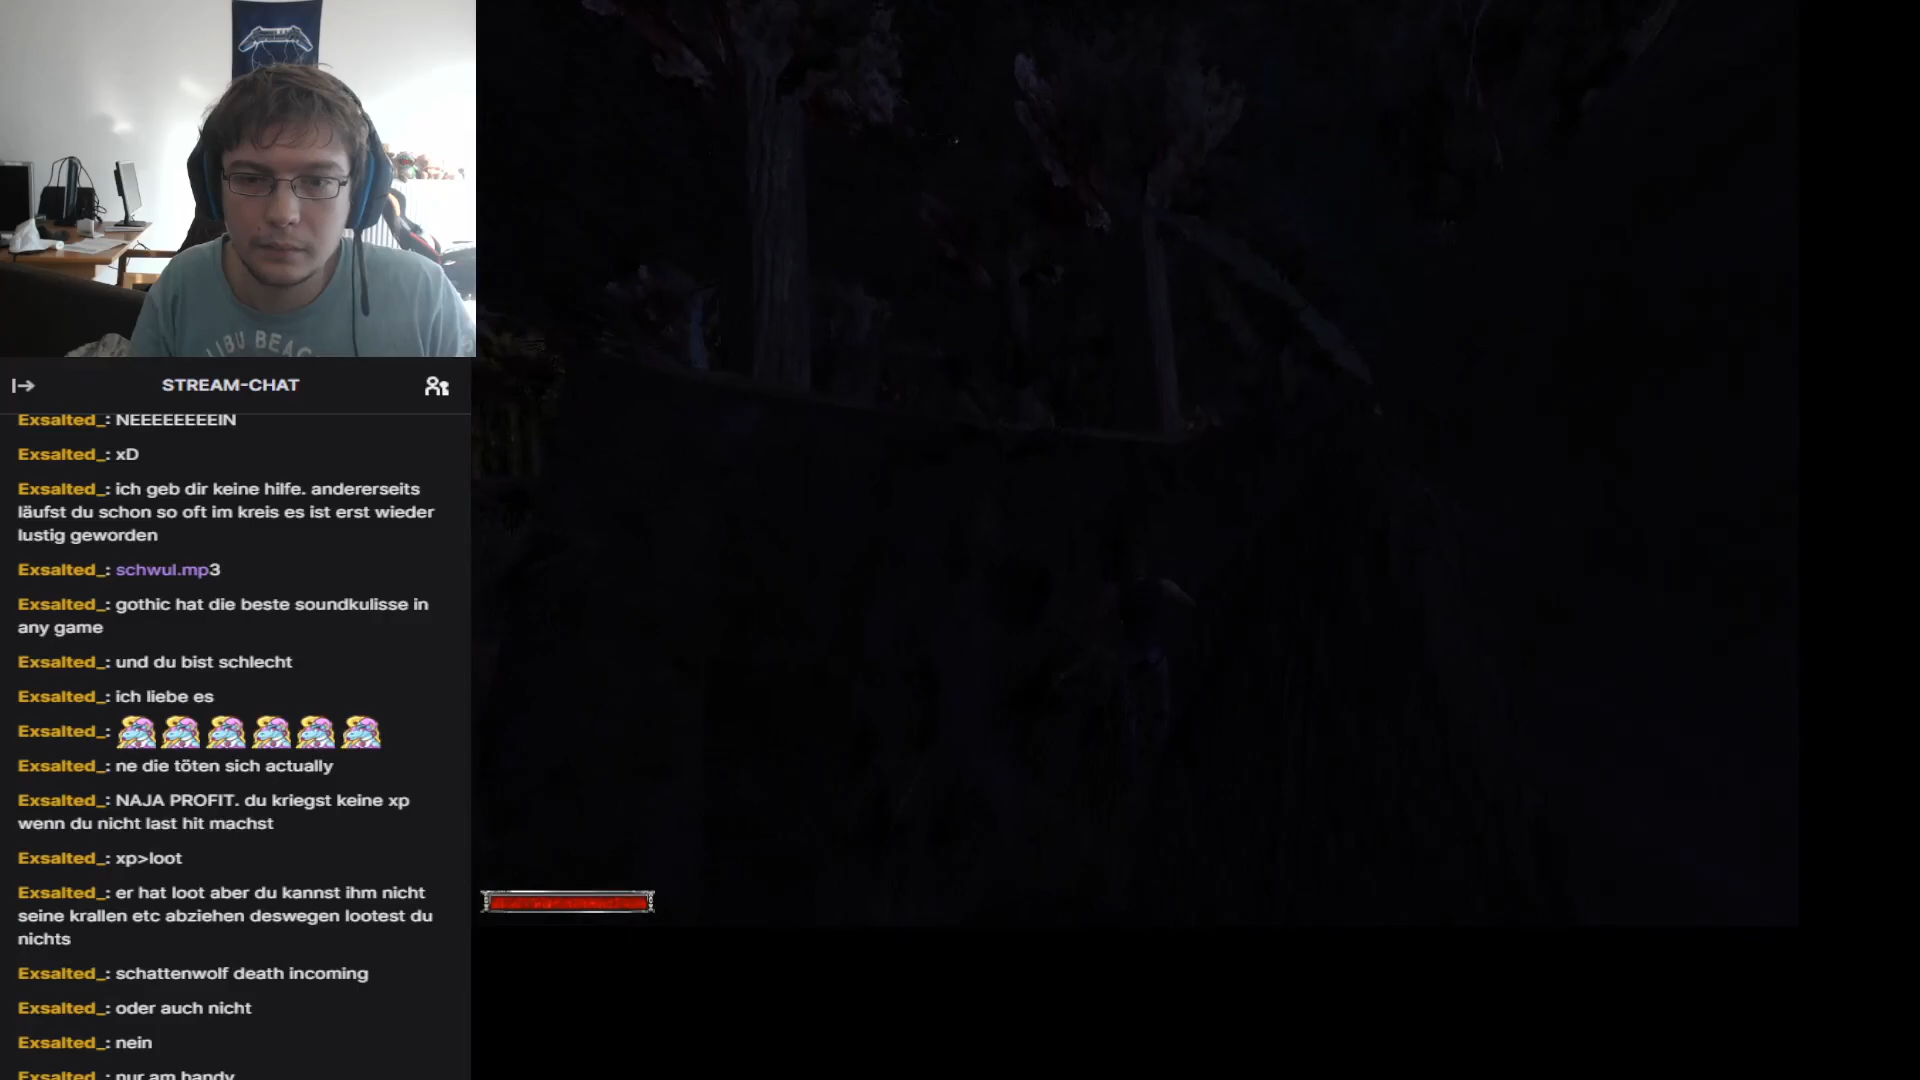 LIBU BEAC
STREAM-CHAT
Exsalted_: NEEEEEEEEIN
Exsalted_: xD
Exsalted_: ich geb dir keine hilfe. andererseits
läufst du schon so oft im kreis es ist erst wieder
lustig geworden
Exsalted_: schwul.mp3
Exsalted_: gothic hat die beste soundkulisse in
any game
Exsalted_: und du bist schlecht
Exsalted_: ich liebe es
Exsalted_:
Exsalted_: ne die töten sich actually
Exsalted_: NAJA PROFIT. du kriegst keine xp
wenn du nicht last hit machst
Exsalted_: xp>loot
Exsalted_: er hat loot aber du kannst ihm nicht
seine krallen etc abziehen deswegen lootest du
nichts
Exsalted_: schattenwolf death incoming
Exsalted_: oder auch nicht
Exsalted_: nein
Exsalted_: nur am handy